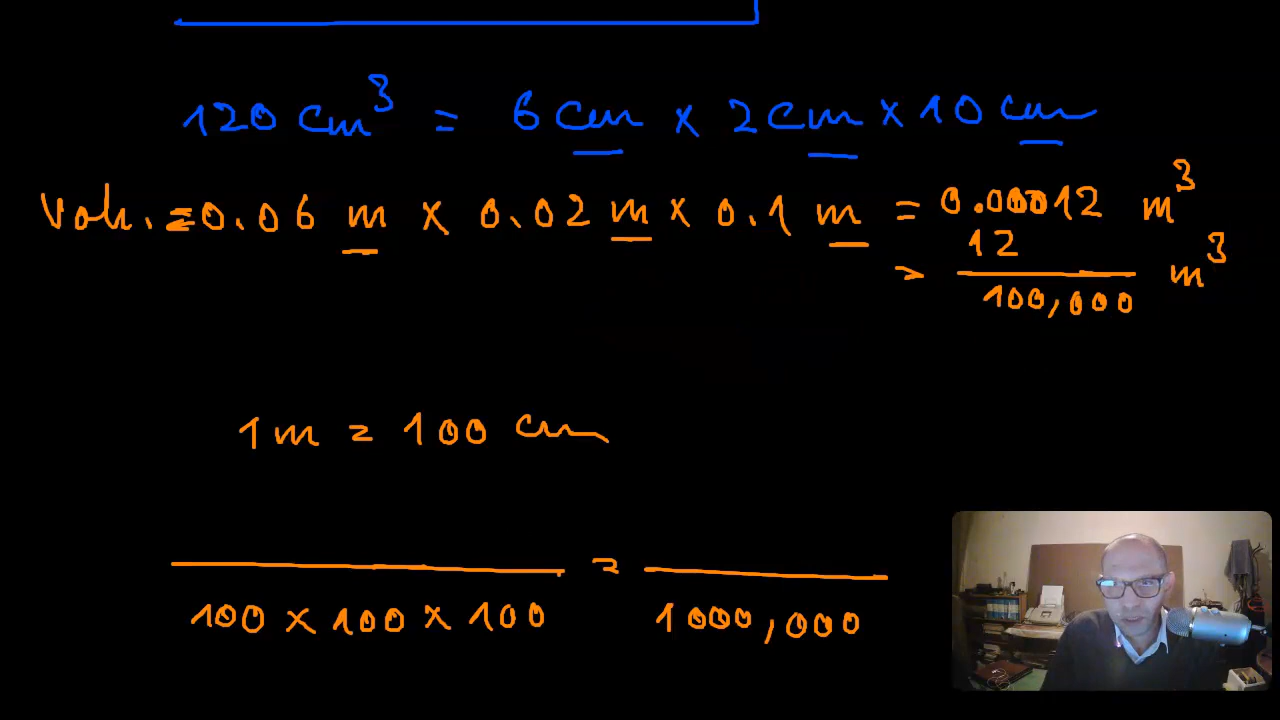 120 cm³ = 6 cm × 2 cm × 10 cm
Vol. = 0.06 m × 0.02 m × 0.1 m = 0.00012 m³
= 12 / 100,000 m³
1 m = 100 cm
100 × 100 × 100 = 1000,000